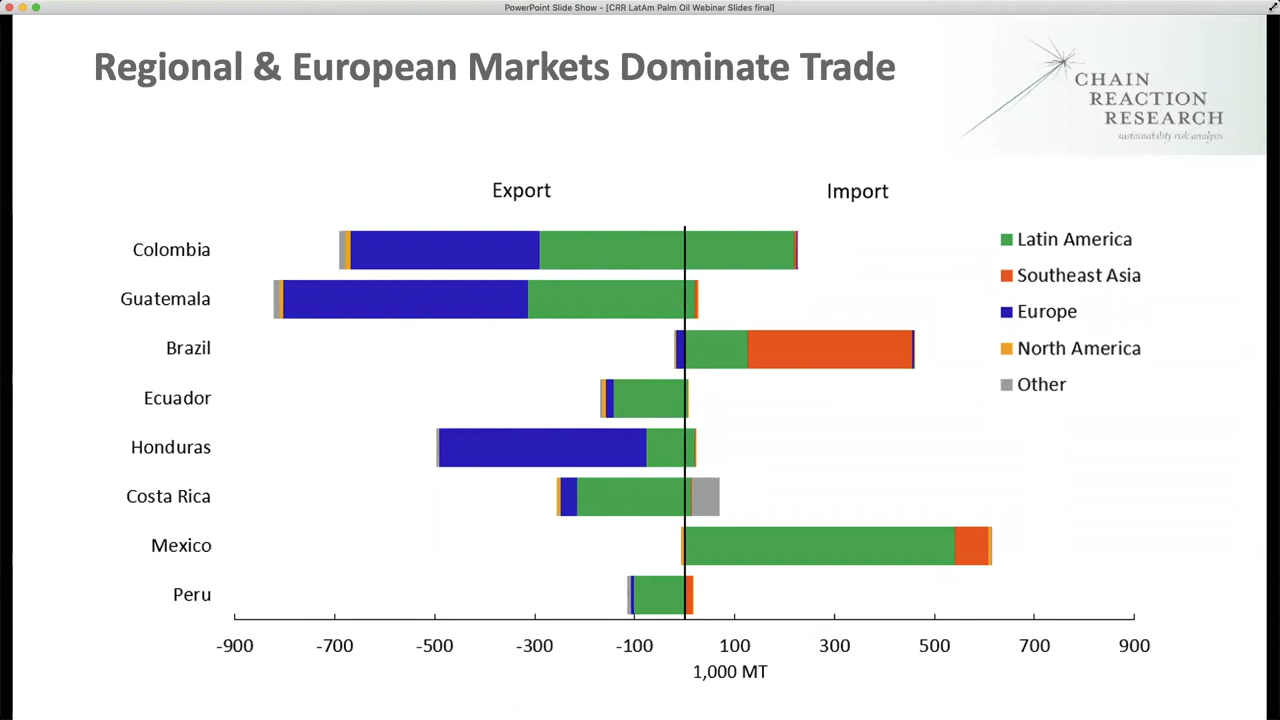 PowerPoint Slide Show - [CRR LatAm Palm Oil Webinar Slides final]
Regional & European Markets Dominate Trade
CHAIN
REACTION
RESEARCH
sustainability risk analysis
Export
Import
Colombia
Guatemala
Brazil
Ecuador
Honduras
Costa Rica
Mexico
Peru
Latin America
Southeast Asia
Europe
North America
Other
-900 -700 -500 -300 -100 100 300 500 700 900
1,000 MT